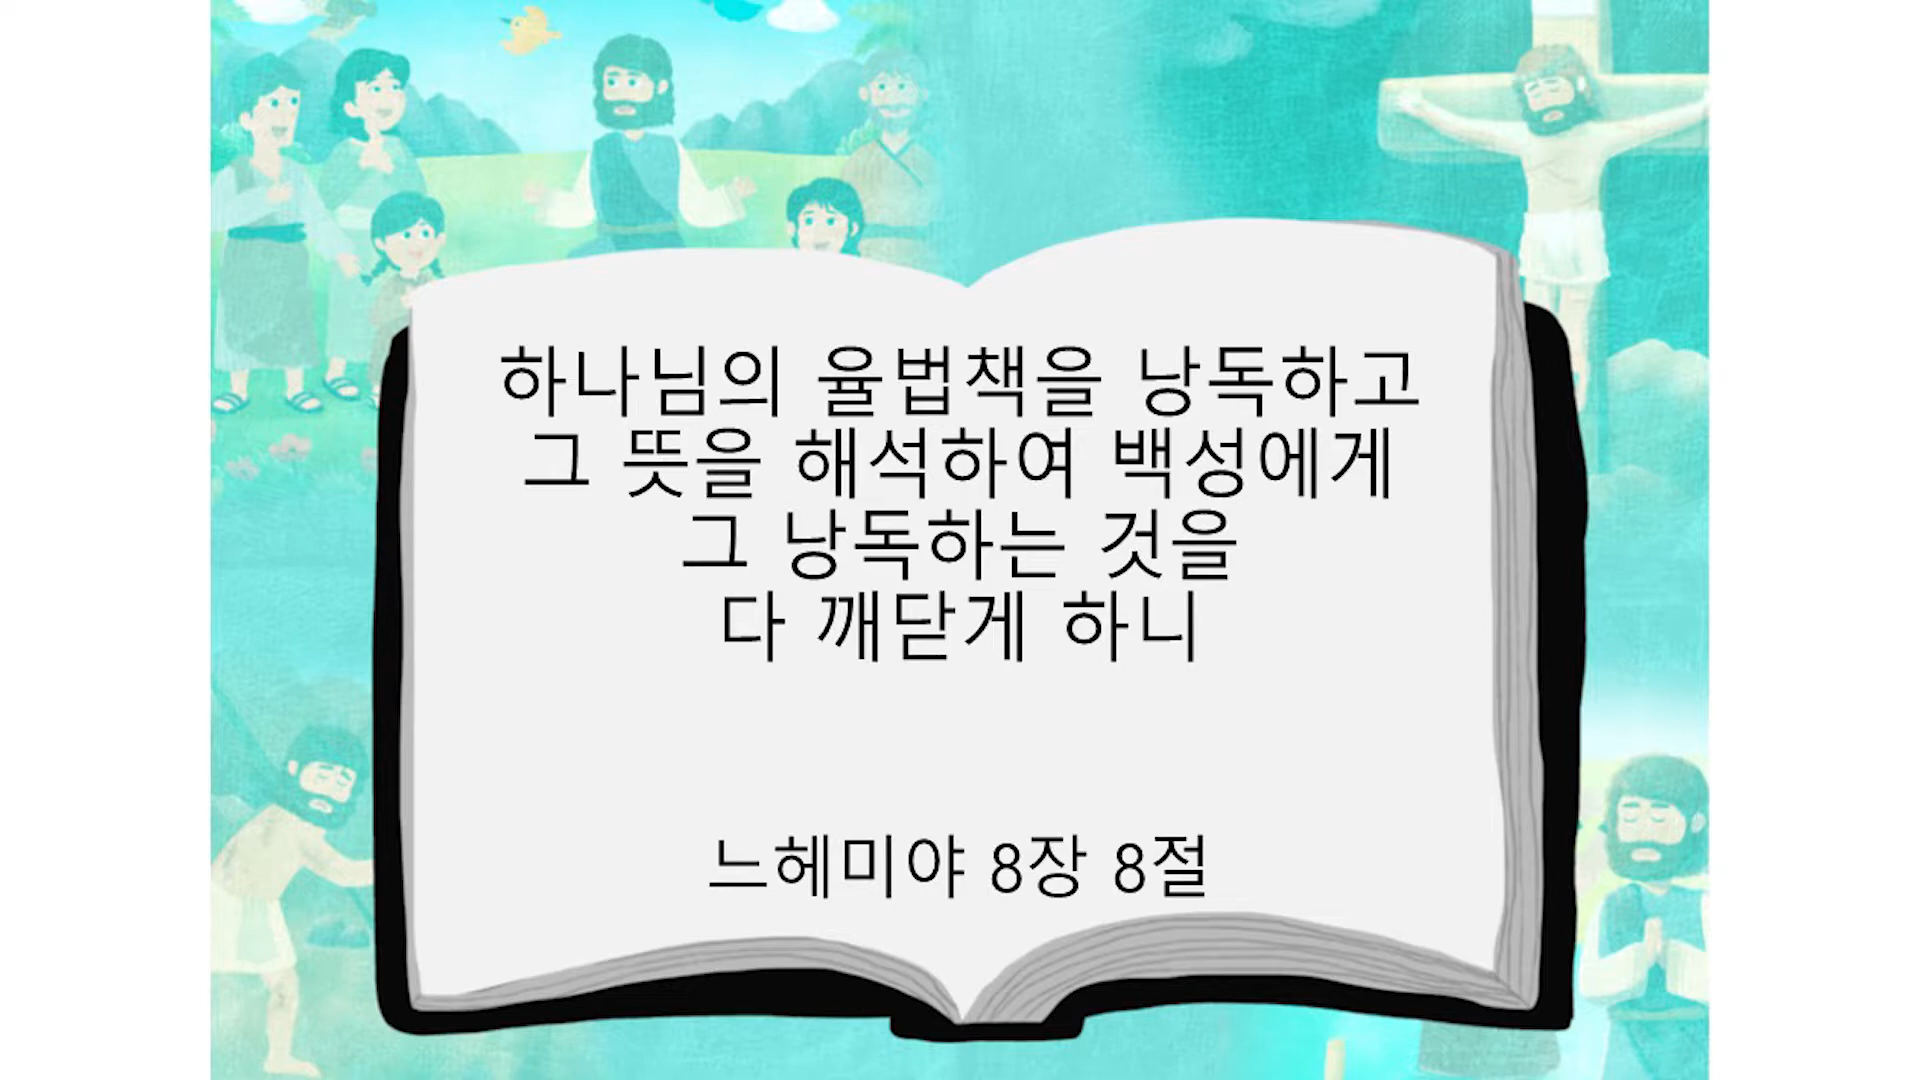 하나님의 율법책을 낭독하고
그 뜻을 해석하여 백성에게
그 낭독하는 것을
다 깨닫게 하니
느헤미야 8장 8절